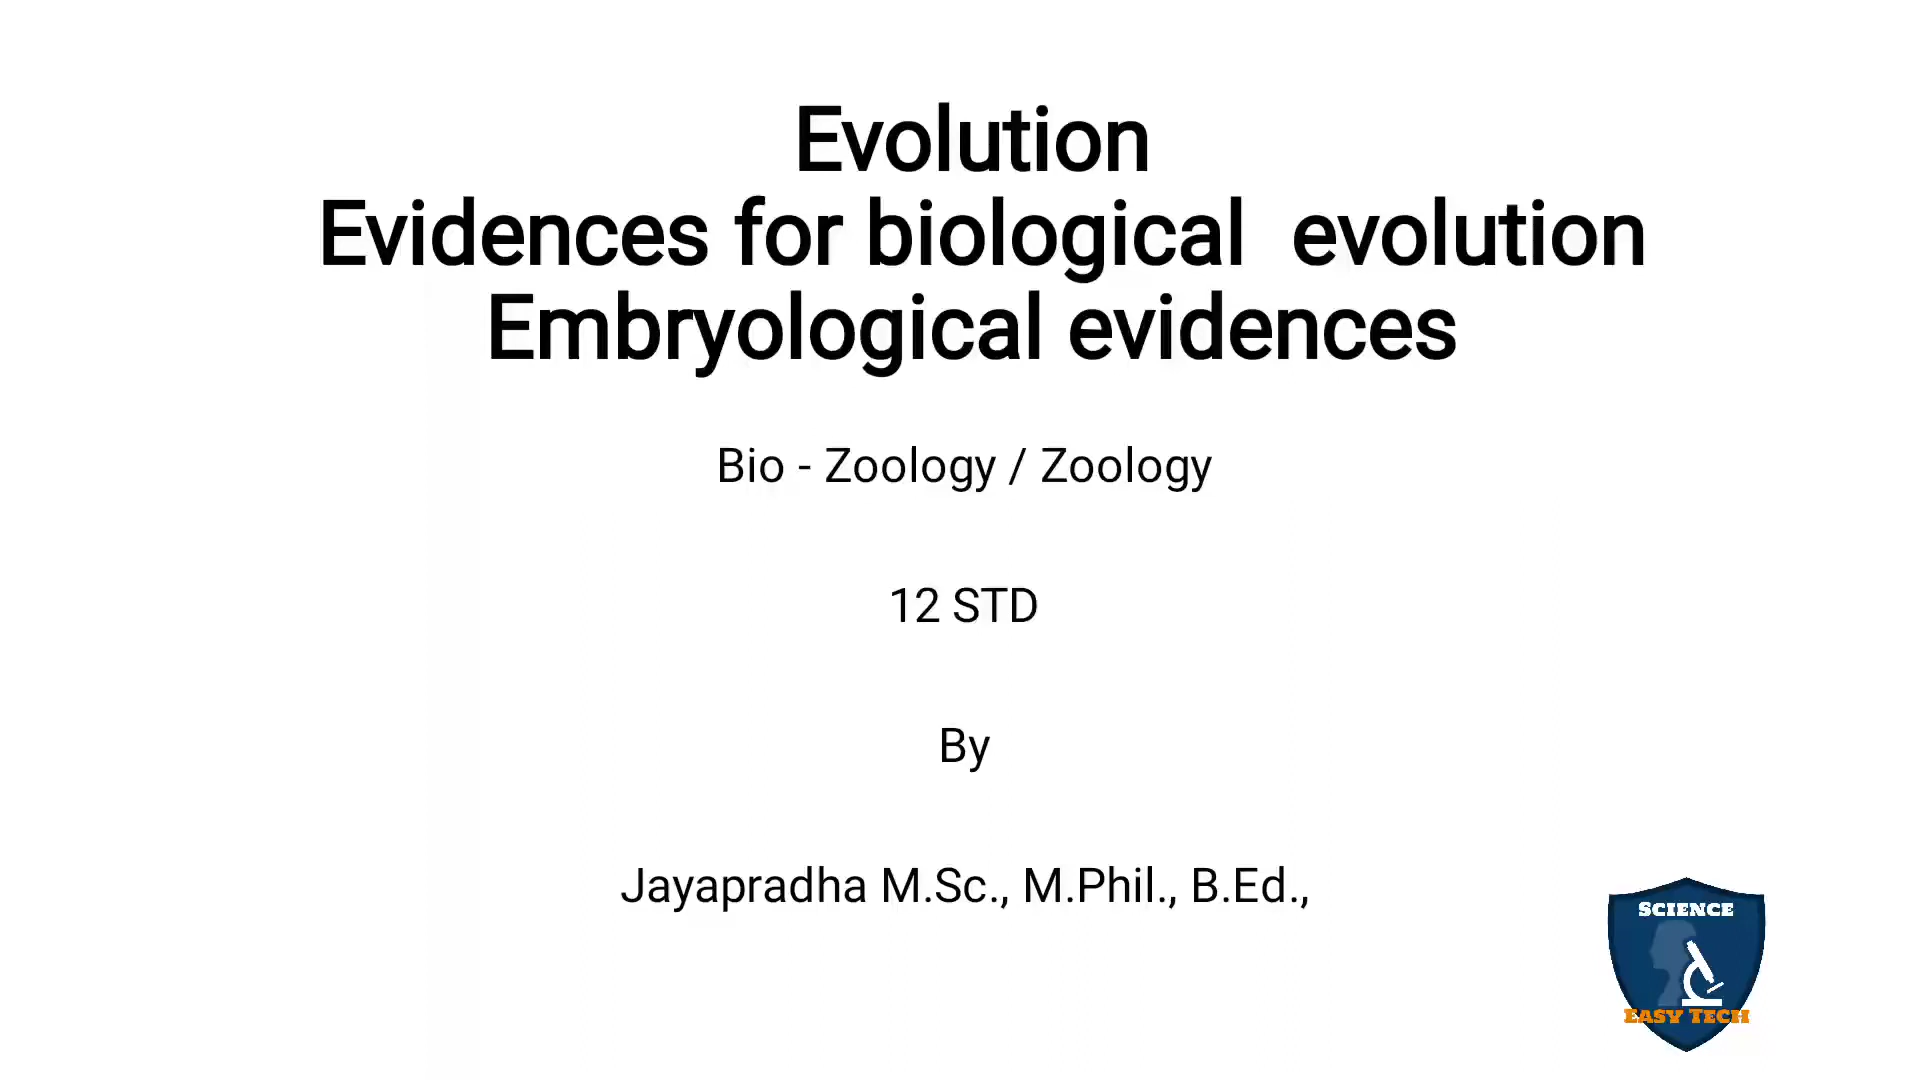 Evolution
Evidences for biological  evolution
Embryological evidences
Bio - Zoology / Zoology
12 STD
By
Jayapradha M.Sc., M.Phil., B.Ed.,
SCIENCE
EASY TECH